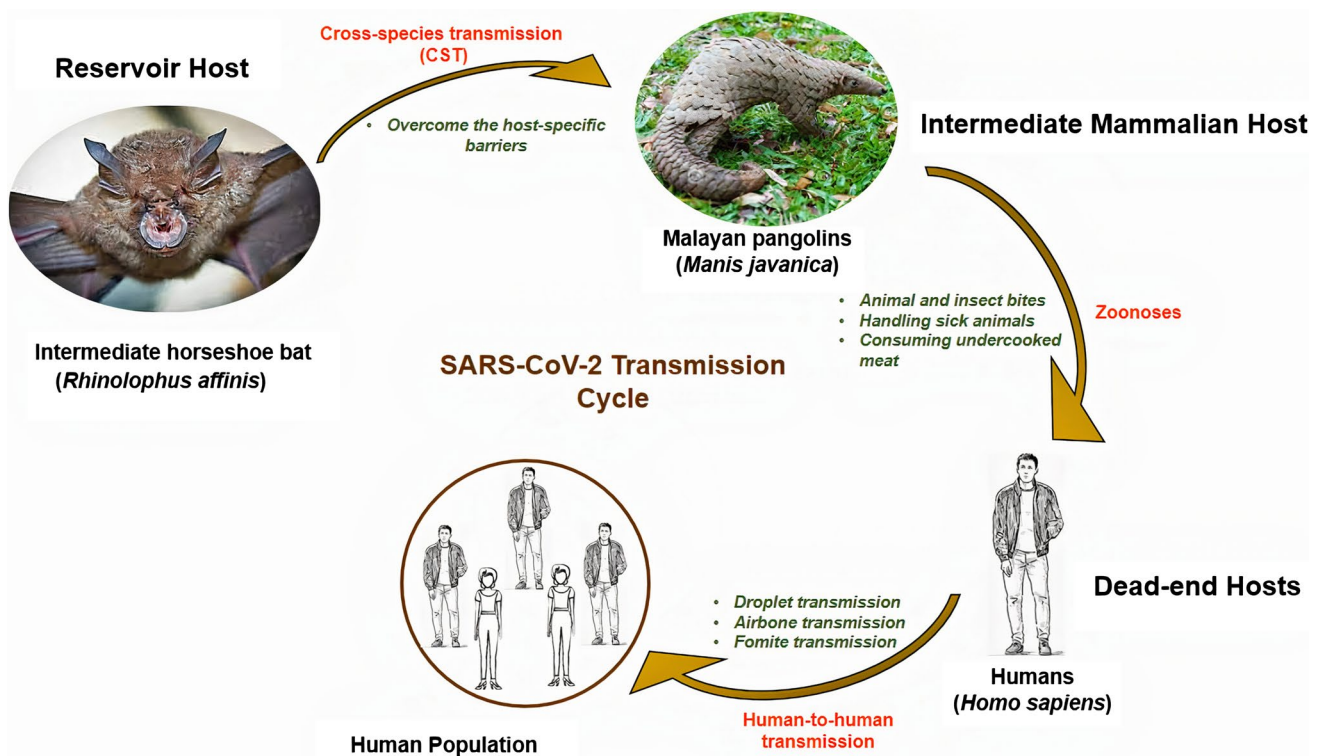 Reservoir Host
Cross-species transmission
(CST)
• Overcome the host-specific
barriers
Intermediate Mammalian Host
Malayan pangolins
(Manis javanica)
Intermediate horseshoe bat
(Rhinolophus affinis)
• Animal and insect bites
• Handling sick animals
• Consuming undercooked
meat
Zoonoses
SARS-CoV-2 Transmission
Cycle
Dead-end Hosts
• Droplet transmission
• Airbone transmission
• Fomite transmission
Humans
(Homo sapiens)
Human-to-human
transmission
Human Population